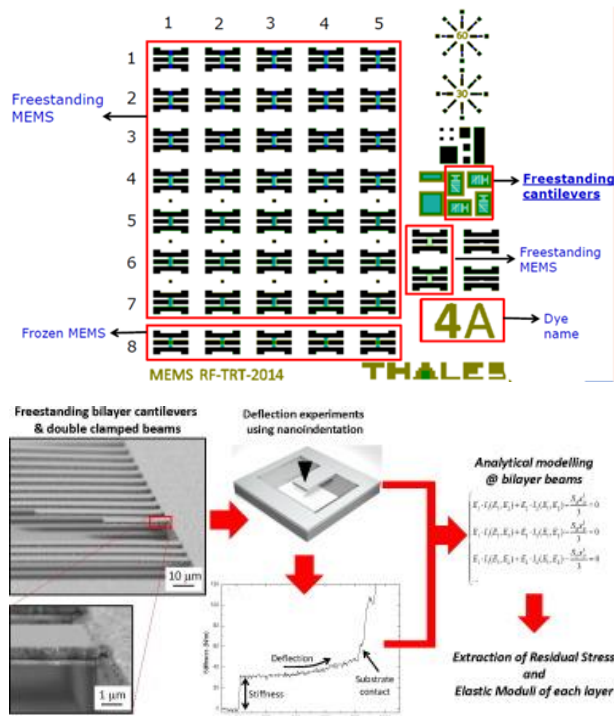 1 2 3 4 5
1
2
3
4
5
6
7
8
Freestanding
MEMS
Frozen MEMS
MEMS RF-TRT-2014
60
30
Freestanding
cantilevers
Freestanding
MEMS
4A
Dye
name
THALES
Freestanding bilayer cantilevers
& double clamped beams
10 μm
1 μm
Deflection experiments
using nanoindentation
Deflection
Stiffness
Substrate
contact
Analytical modelling
@ bilayer beams
Extraction of Residual Stress
Elastic Moduli of each layer